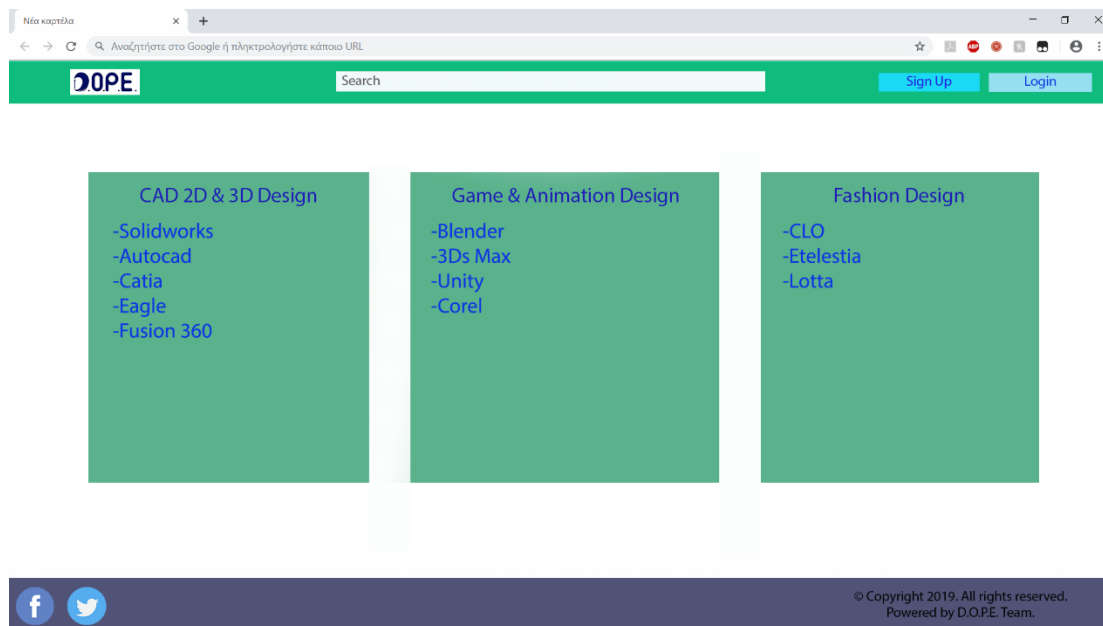 Νέα καρτέλα
Αναζητήστε στο Google ή πληκτρολογήστε κάποιο URL
ABP
D.O.P.E.
Search
Sign Up
Login
CAD 2D & 3D Design
-Solidworks
-Autocad
-Catia
-Eagle
-Fusion 360
Game & Animation Design
-Blender
-3Ds Max
-Unity
-Corel
Fashion Design
-CLO
-Etelestia
-Lotta
© Copyright 2019. All rights reserved.
Powered by D.O.P.E. Team.